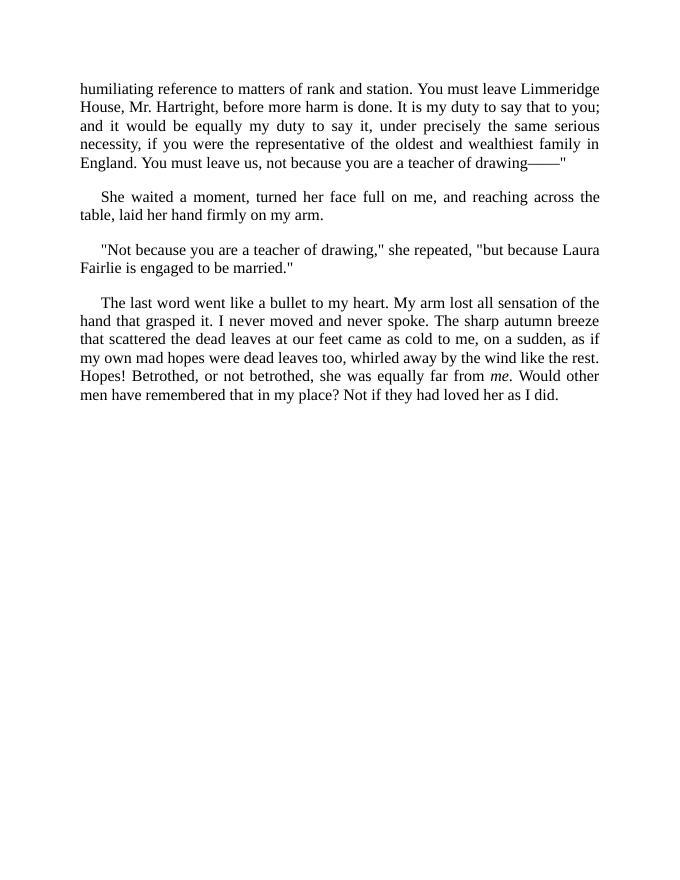 humiliating reference to matters of rank and station. You must leave Limmeridge
House, Mr. Hartright, before more harm is done. It is my duty to say that to you;
and it would be equally my duty to say it, under precisely the same serious
necessity, if you were the representative of the oldest and wealthiest family in
England. You must leave us, not because you are a teacher of drawing——"
She waited a moment, turned her face full on me, and reaching across the
table, laid her hand firmly on my arm.
"Not because you are a teacher of drawing," she repeated, "but because Laura
Fairlie is engaged to be married."
The last word went like a bullet to my heart. My arm lost all sensation of the
hand that grasped it. I never moved and never spoke. The sharp autumn breeze
that scattered the dead leaves at our feet came as cold to me, on a sudden, as if
my own mad hopes were dead leaves too, whirled away by the wind like the rest.
Hopes! Betrothed, or not betrothed, she was equally far from me. Would other
men have remembered that in my place? Not if they had loved her as I did.